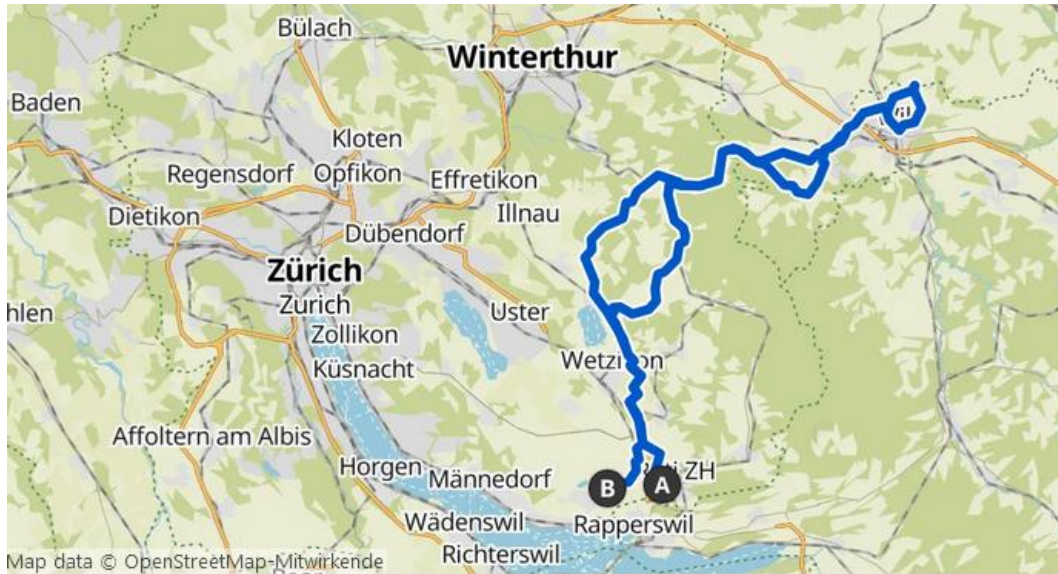 Bülach
Winterthur
Baden
Kloten
Regensdorf
Opfikon
Effretikon
Illnau
Dietikon
Dübendorf
Zürich
Zurich
Uster
hlen
Zollikon
Küsnacht
Affoltern am Albis
Horgen
Männedorf
ZH
B
A
Wädenswil
Rapperswil
Richterswil
Map data © OpenStreetMap-Mitwirkende